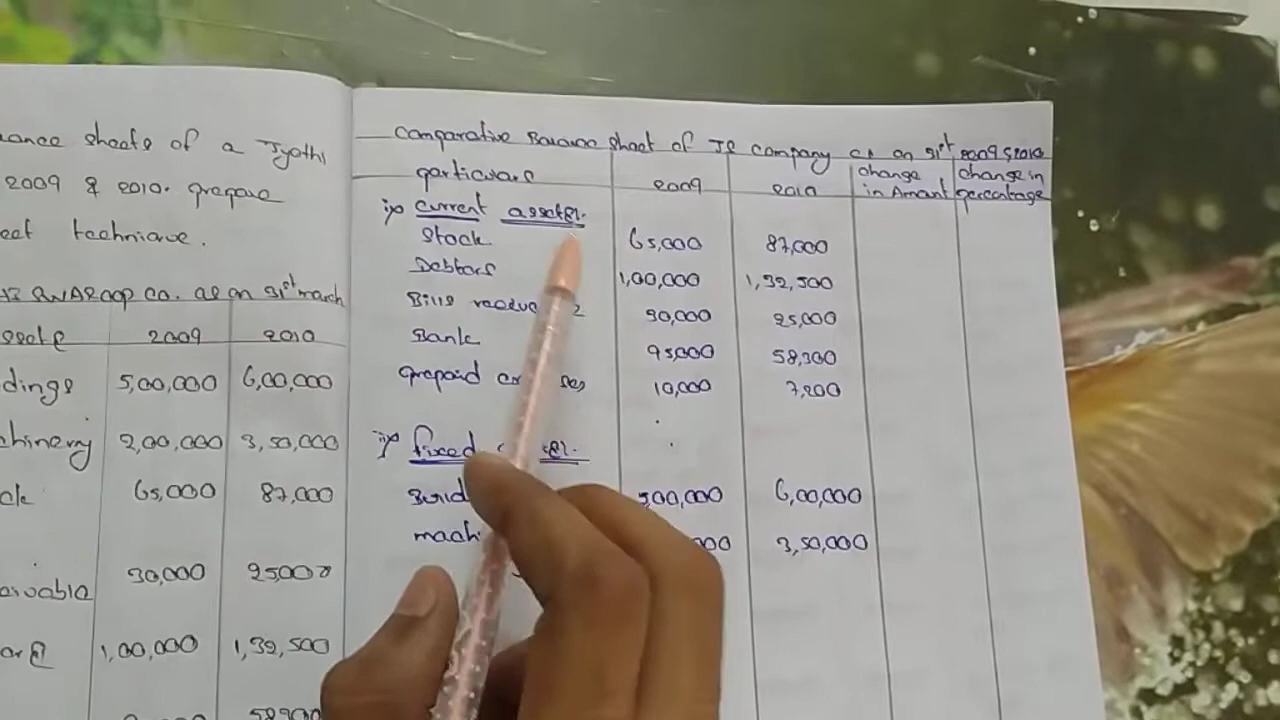 ance sheets of a Jyothi
2009 & 2010. prepare
eet technique.
SWAROOP co. as on 31st march
ssets 2009 2010
dings 5,00,000 6,00,000
chinery 2,00,000 3,50,000
ck 65,000 87,000
eivable 30,000 25,000
ors 1,00,000 1,32,500
comparative Balance sheet of JS company as on 31st 2009 & 2010
particulars 2009 2010 change in Amount change in percentage
i) current assets:
Stock 65,000 87,000
Debtors 1,00,000 1,32,500
Bills 30,000 25,000
Bank 95,000 58,300
prepaid 10,000 7,200
ii) fixed
500,000 6,00,000
machi 3,50,000